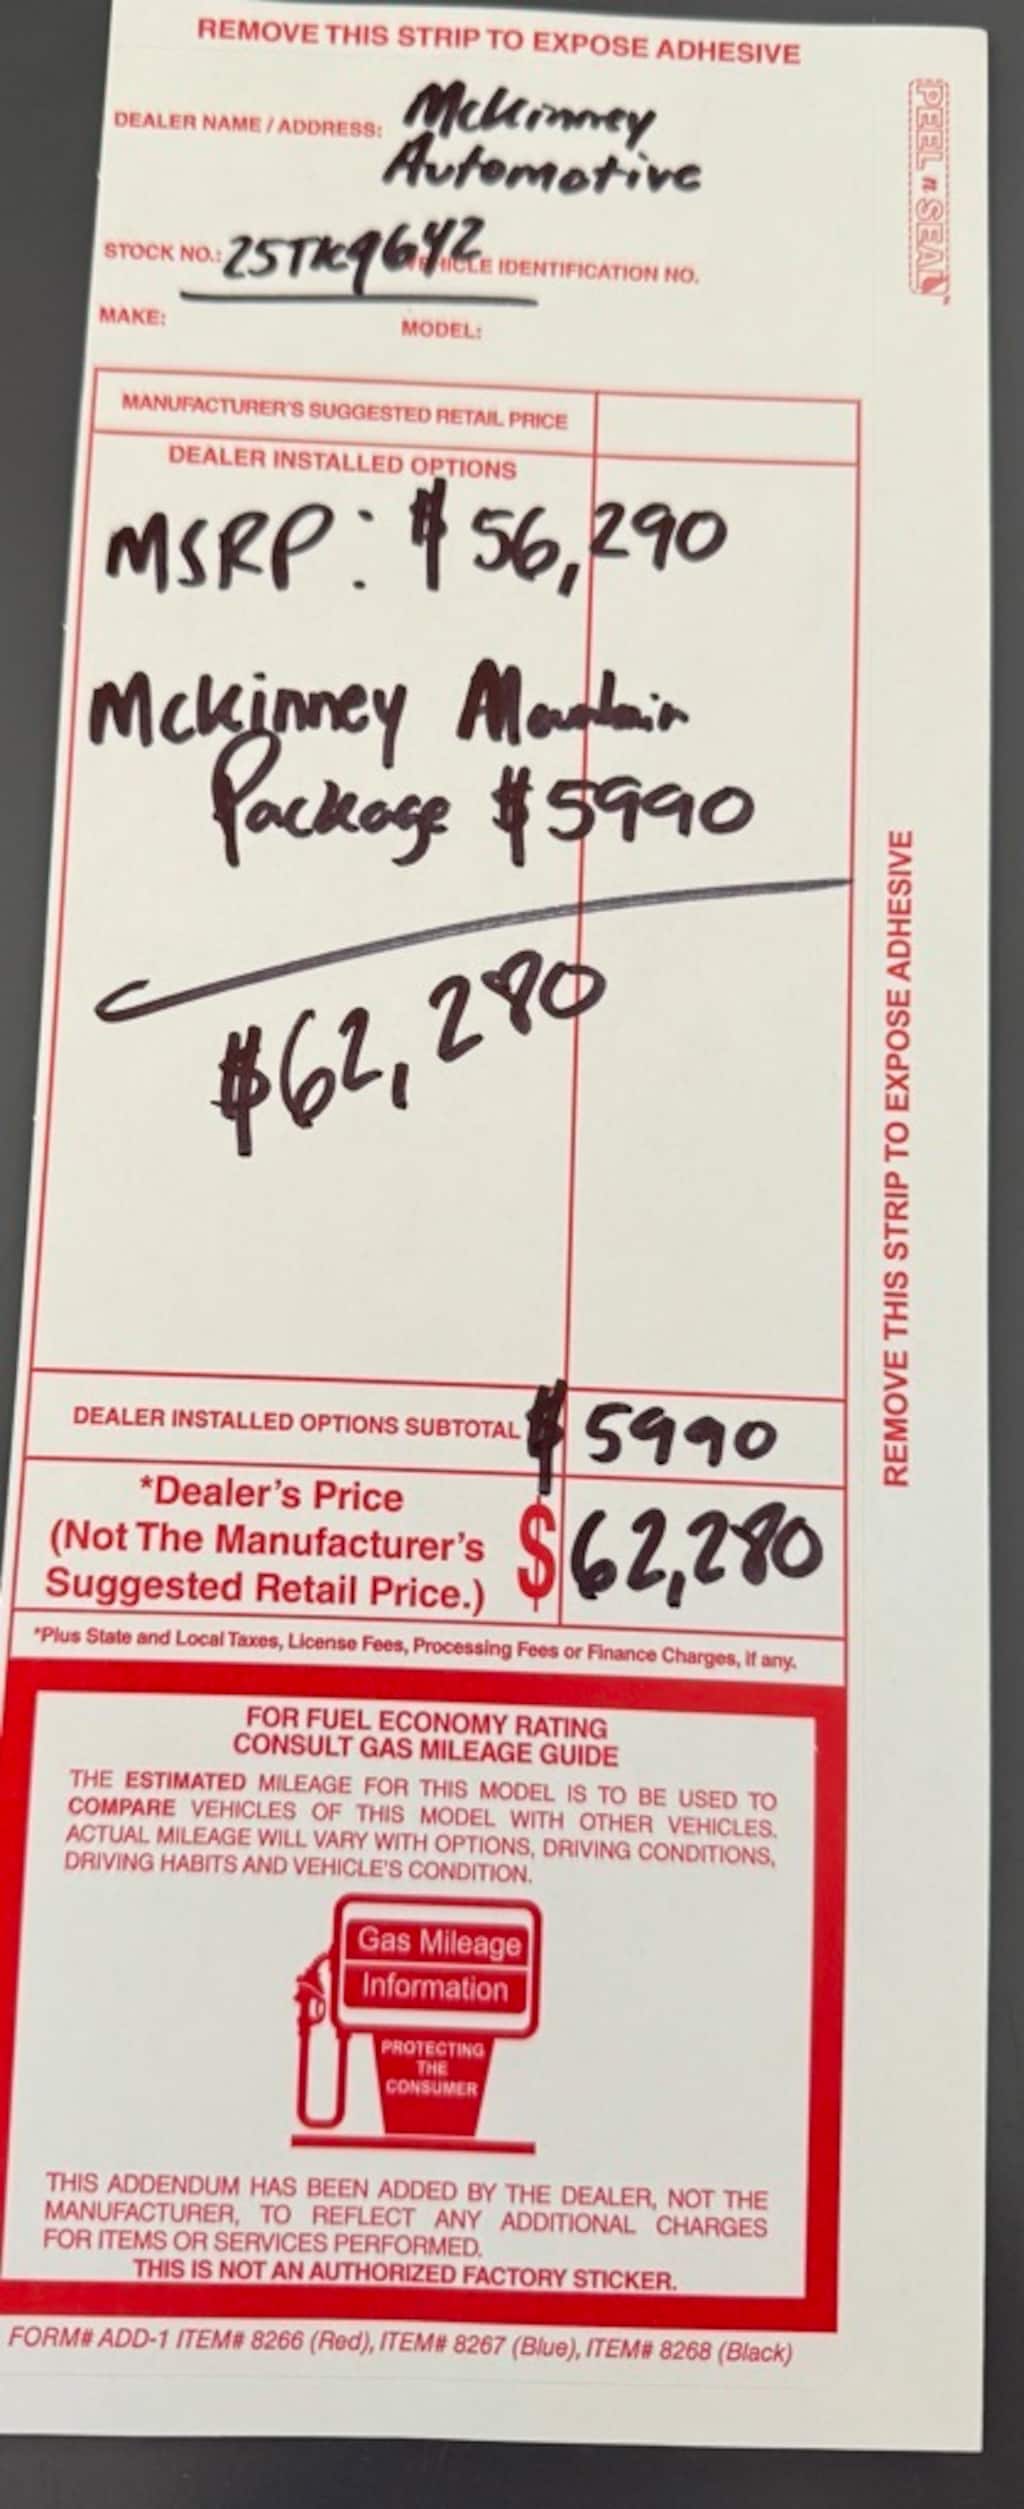 REMOVE THIS STRIP TO EXPOSE ADHESIVE
PEEL n SEAL™
DEALER NAME / ADDRESS: McKinney
Automotive
STOCK NO.: 25TK9642 VEHICLE IDENTIFICATION NO.
MAKE: MODEL:
MANUFACTURER'S SUGGESTED RETAIL PRICE
DEALER INSTALLED OPTIONS
MSRP: $56,290
McKinney Mountain
Package $5990
$62,280
REMOVE THIS STRIP TO EXPOSE ADHESIVE
DEALER INSTALLED OPTIONS SUBTOTAL $ 5990
*Dealer's Price
(Not The Manufacturer's $ 62,280
Suggested Retail Price.)
*Plus State and Local Taxes, License Fees, Processing Fees or Finance Charges, if any.
FOR FUEL ECONOMY RATING
CONSULT GAS MILEAGE GUIDE
THE ESTIMATED MILEAGE FOR THIS MODEL IS TO BE USED TO
COMPARE VEHICLES OF THIS MODEL WITH OTHER VEHICLES.
ACTUAL MILEAGE WILL VARY WITH OPTIONS, DRIVING CONDITIONS,
DRIVING HABITS AND VEHICLE'S CONDITION.
Gas Mileage
Information
PROTECTING
THE
CONSUMER
THIS ADDENDUM HAS BEEN ADDED BY THE DEALER, NOT THE
MANUFACTURER, TO REFLECT ANY ADDITIONAL CHARGES
FOR ITEMS OR SERVICES PERFORMED.
THIS IS NOT AN AUTHORIZED FACTORY STICKER.
FORM# ADD-1 ITEM# 8266 (Red), ITEM# 8267 (Blue), ITEM# 8268 (Black)